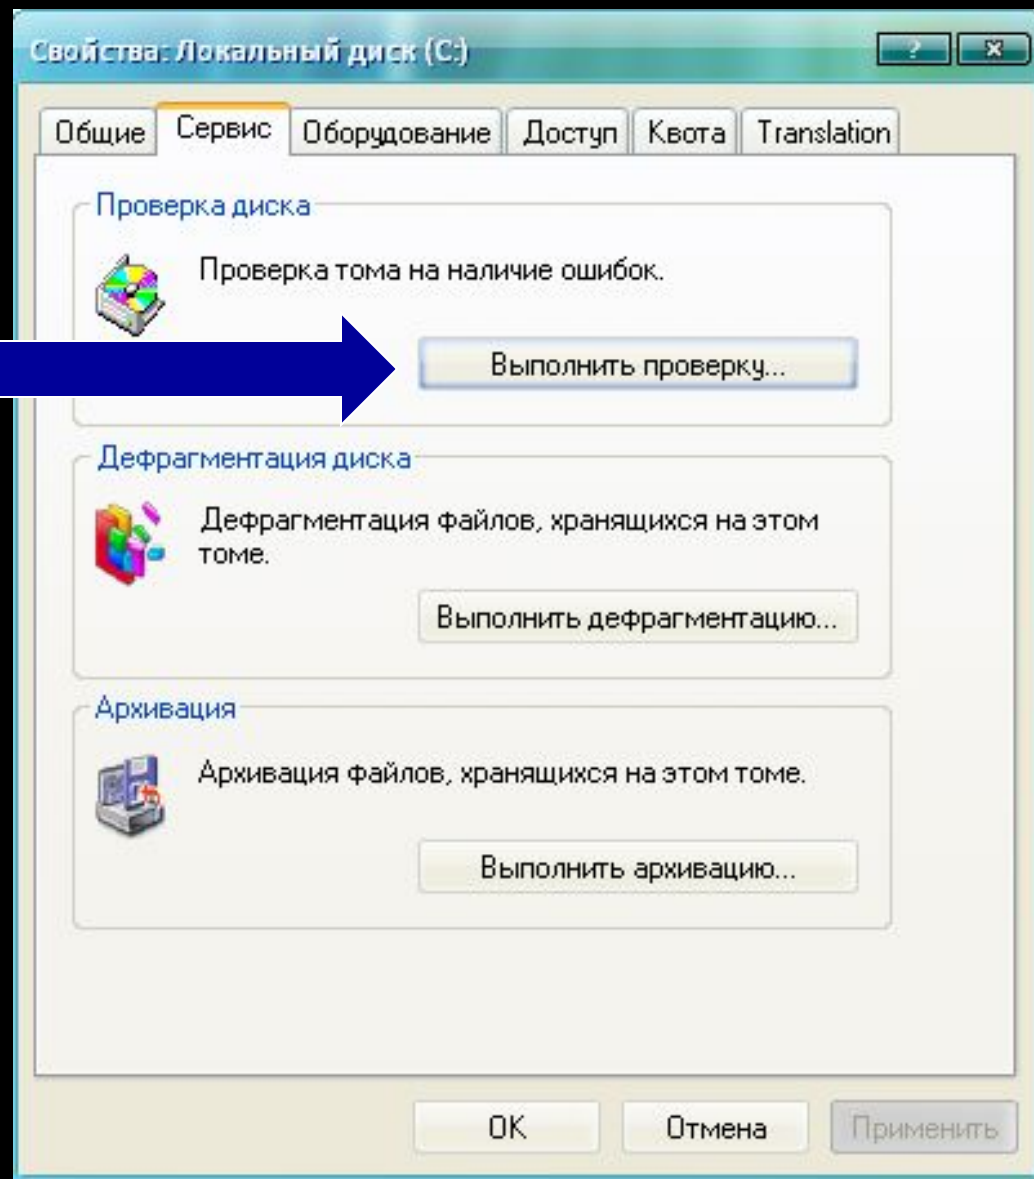 Свойства: Локальный диск (C:)
Общие Сервис Оборудование Доступ Квота Translation
Проверка диска
Проверка тома на наличие ошибок.
Выполнить проверку...
Дефрагментация диска
Дефрагментация файлов, хранящихся на этом
томе.
Выполнить дефрагментацию...
Архивация
Архивация файлов, хранящихся на этом томе.
Выполнить архивацию...
OK Отмена Применить